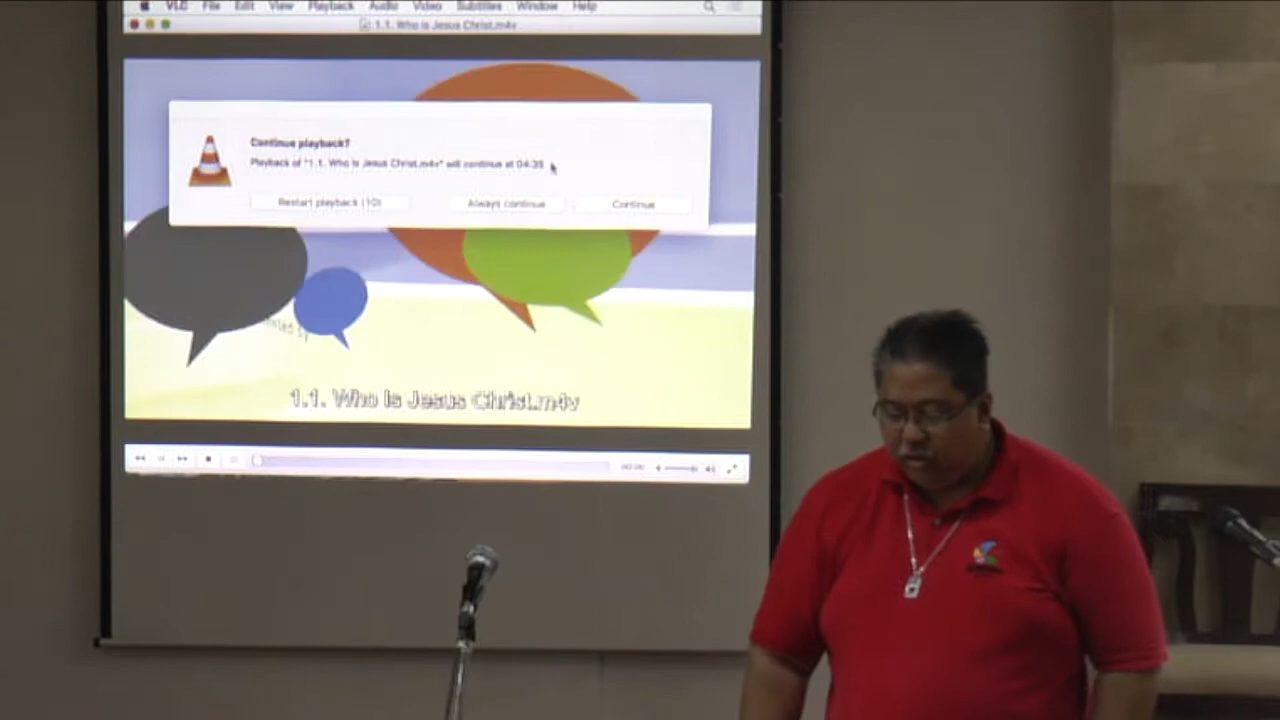 VLC File Edit View Playback Audio Video Subtitles Window Help
1.1. Who is Jesus Christ.m4v
Continue playback?
Playback of "1.1. Who is Jesus Christ.m4v" will continue at 04:35
Restart playback (10) Always continue Continue
1.1. Who Is Jesus Christ.m4v